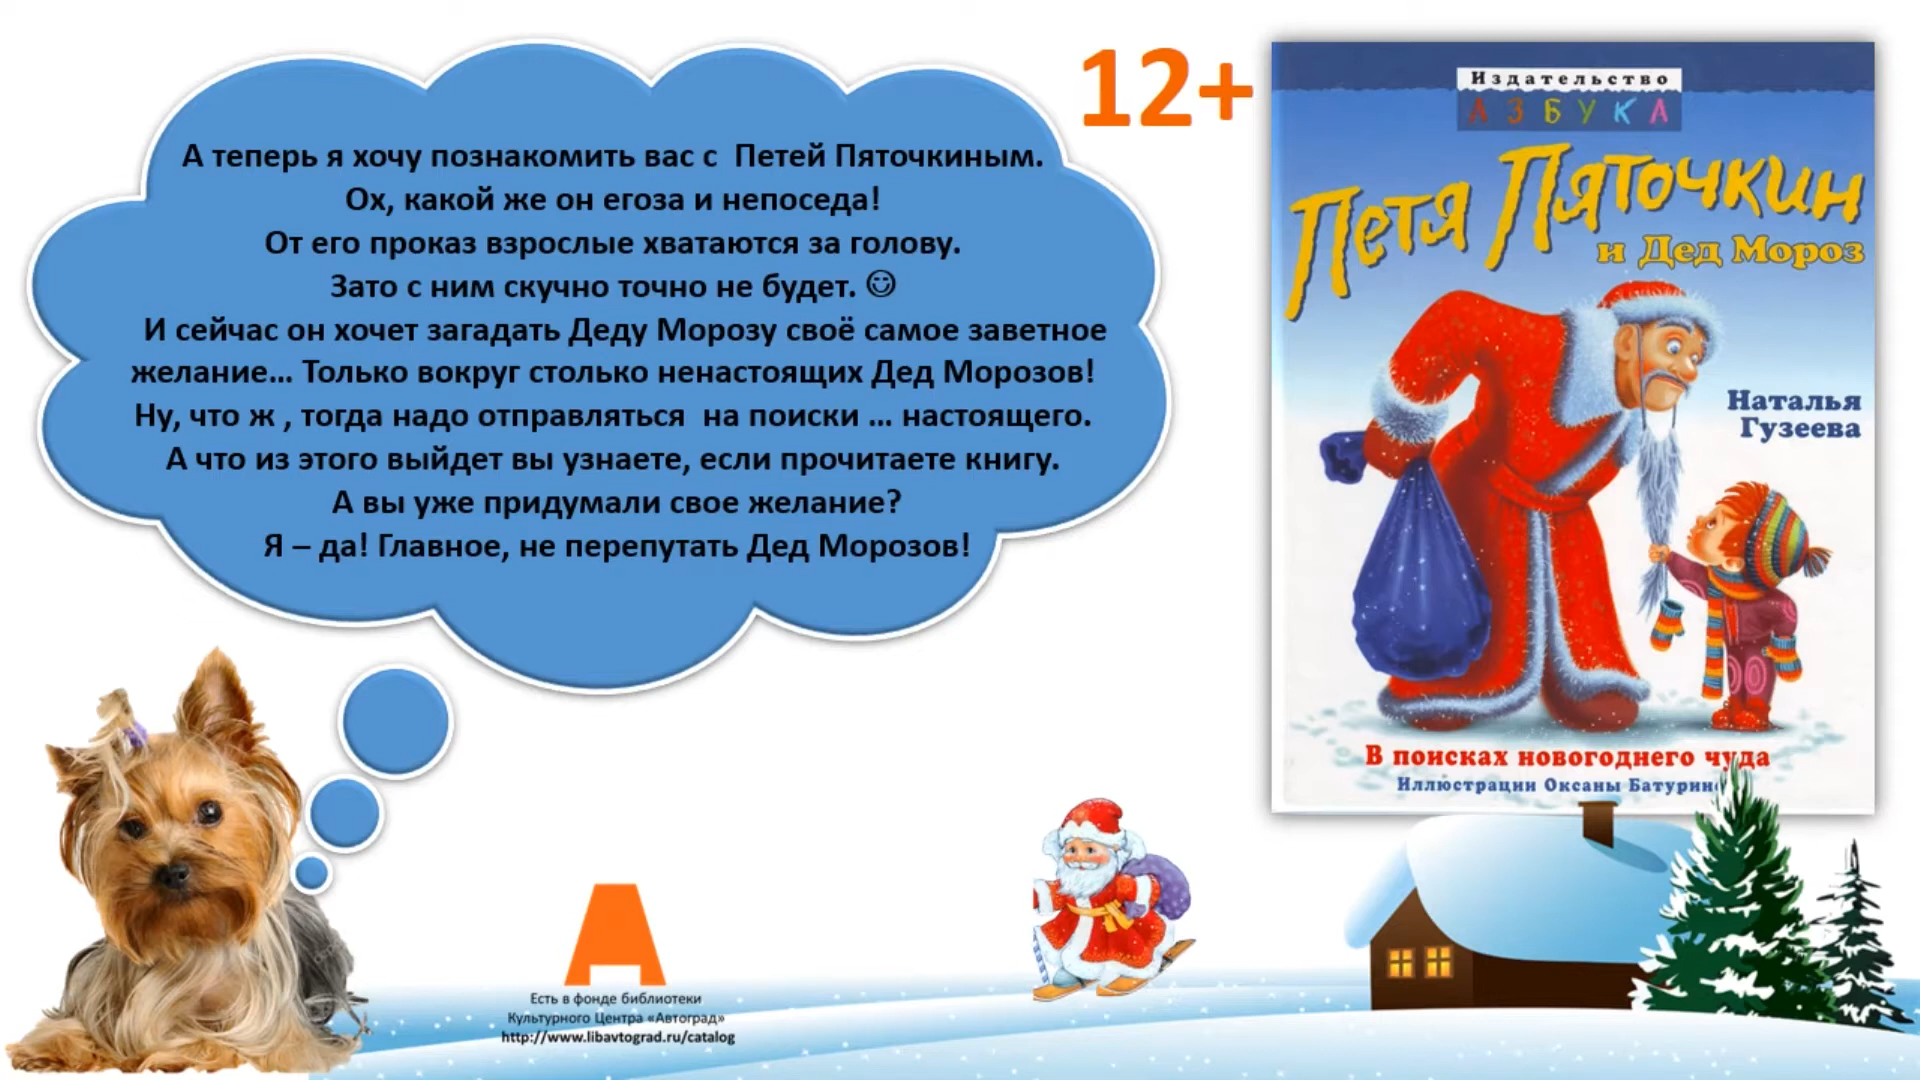 А теперь я хочу познакомить вас с Петей Пяточкиным.
Ох, какой же он егоза и непоседа!
От его проказ взрослые хватаются за голову.
Зато с ним скучно точно не будет. ☺
И сейчас он хочет загадать Деду Морозу своё самое заветное
желание... Только вокруг столько ненастоящих Дед Морозов!
Ну, что ж , тогда надо отправляться на поиски ... настоящего.
А что из этого выйдет вы узнаете, если прочитаете книгу.
А вы уже придумали свое желание?
Я – да! Главное, не перепутать Дед Морозов!
12+
Издательство
АЗБУКА
Петя Пяточкин
и Дед Мороз
Наталья
Гузеева
В поисках новогоднего чуда
Иллюстрации Оксаны
А
Есть в фонде библиотеки
Культурного Центра «Автоград»
http://www.libavtograd.ru/catalog